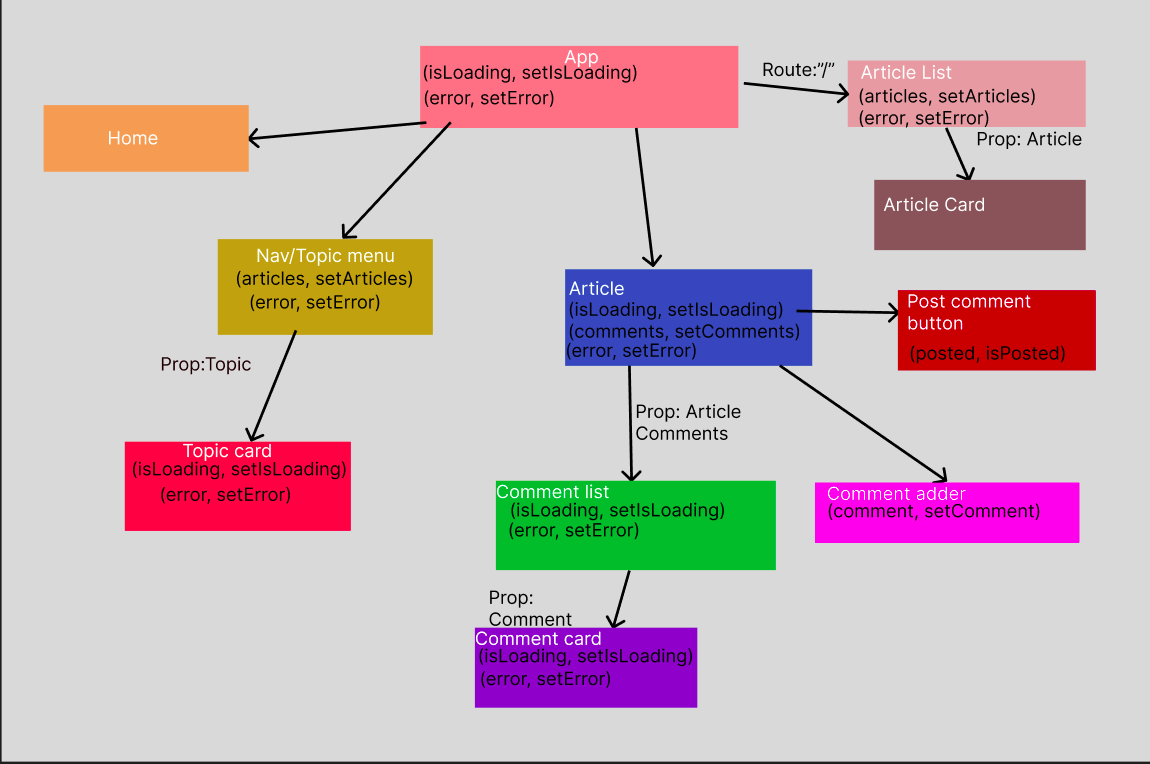 App
(isLoading, setIsLoading)
(error, setError)
Route:”/”
Article List
(articles, setArticles)
(error, setError)
Prop: Article
Home
Article Card
Nav/Topic menu
(articles, setArticles)
(error, setError)
Article
(isLoading, setIsLoading)
(comments, setComments)
(error, setError)
Post comment
button
(posted, isPosted)
Prop:Topic
Prop: Article
Comments
Topic card
(isLoading, setIsLoading)
(error, setError)
Comment list
(isLoading, setIsLoading)
(error, setError)
Comment adder
(comment, setComment)
Prop:
Comment
Comment card
(isLoading, setIsLoading)
(error, setError)